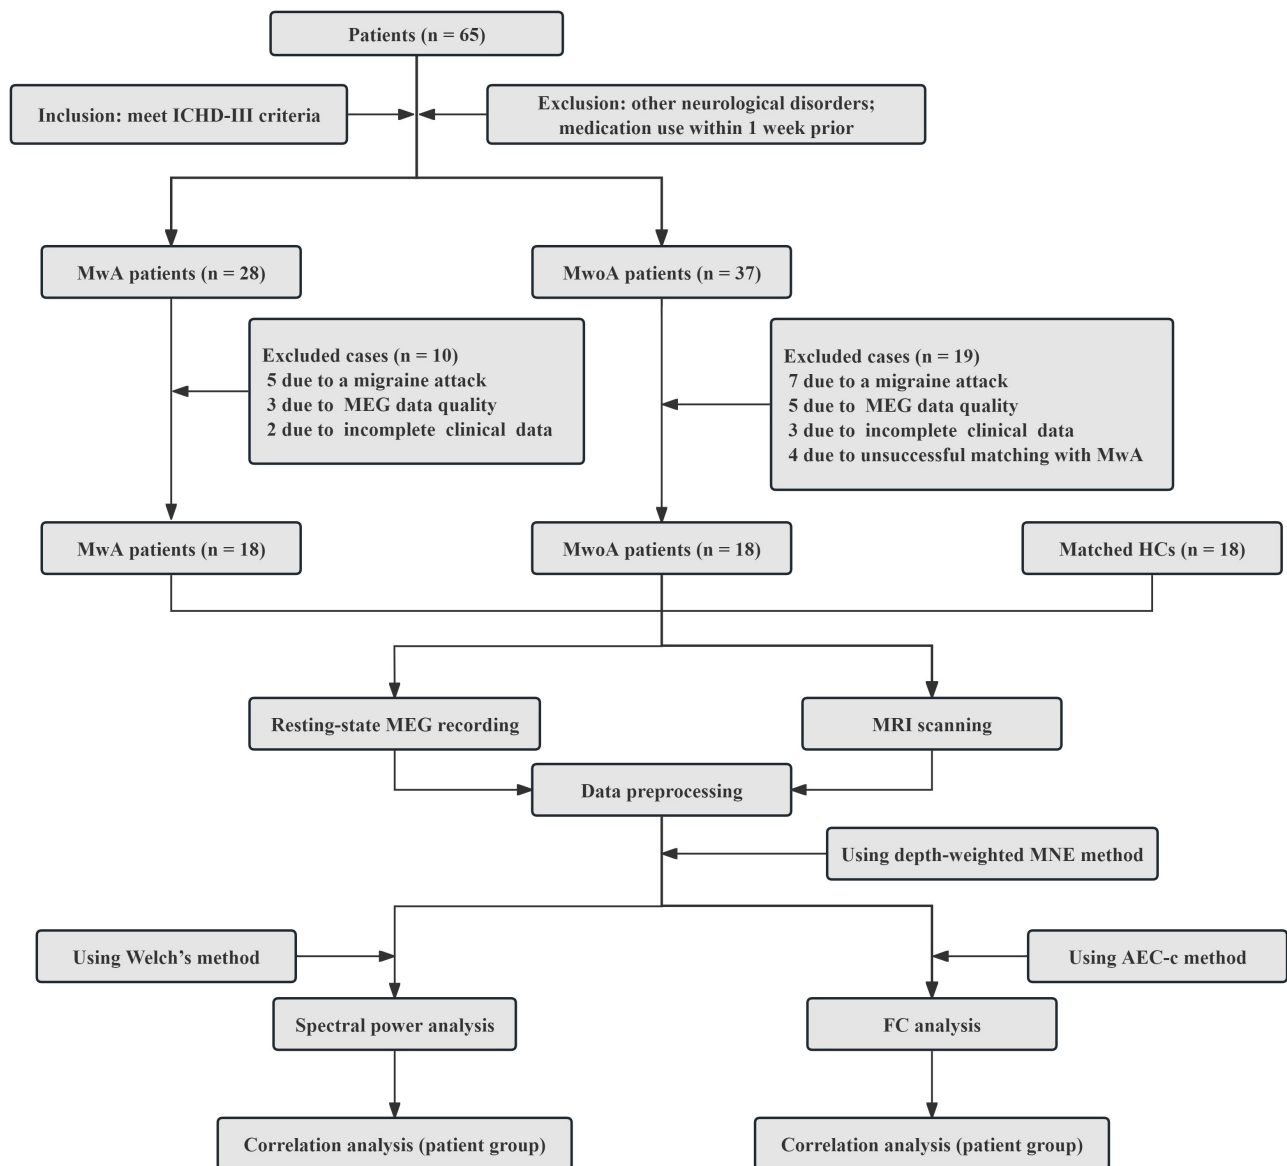 Patients (n = 65)
Inclusion: meet ICHD-III criteria
Exclusion: other neurological disorders;
medication use within 1 week prior
MwA patients (n = 28)
MwoA patients (n = 37)
Excluded cases (n = 10)
5 due to a migraine attack
3 due to MEG data quality
2 due to incomplete clinical data
Excluded cases (n = 19)
7 due to a migraine attack
5 due to MEG data quality
3 due to incomplete clinical data
4 due to unsuccessful matching with MwA
MwA patients (n = 18)
MwoA patients (n = 18)
Matched HCs (n = 18)
Resting-state MEG recording
MRI scanning
Data preprocessing
Using depth-weighted MNE method
Using Welch’s method
Using AEC-c method
Spectral power analysis
FC analysis
Correlation analysis (patient group)
Correlation analysis (patient group)